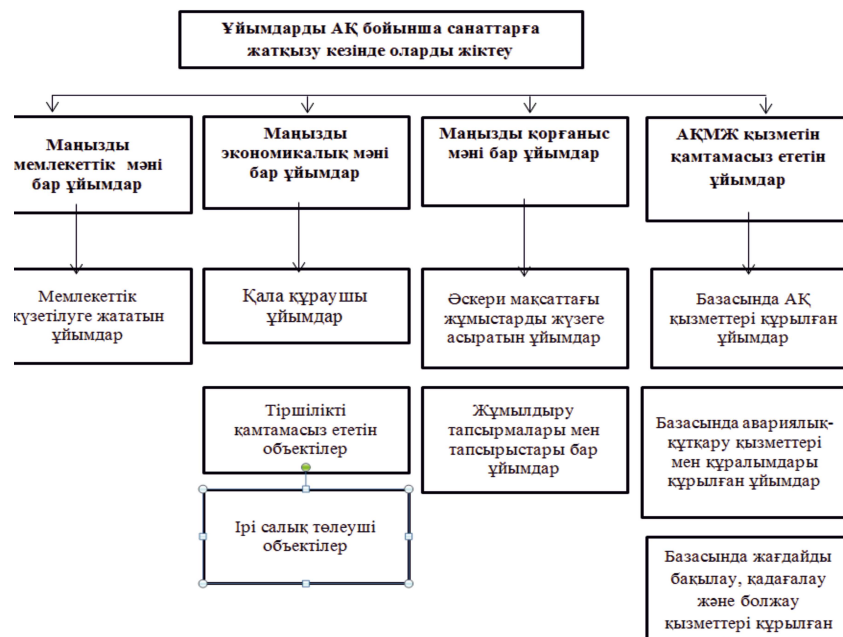 Ұйымдарды АҚ бойынша санаттарға
жатқызу кезінде оларды жіктеу
Маңызды
мемлекеттік мәні
бар ұйымдар
Маңызды
экономикалық мәні
бар ұйымдар
Маңызды қорғаныс
мәні бар ұйымдар
АҚМЖ қызметін
қамтамасыз ететін
ұйымдар
Мемлекеттік
күзетілуге жататын
ұйымдар
Қала құраушы
ұйымдар
Әскери мақсаттағы
жұмыстарды жүзеге
асыратын ұйымдар
Базасында АҚ
қызметтері құрылған
ұйымдар
Тіршілікті
қамтамасыз ететін
объектілер
Жұмылдыру
тапсырмалары мен
тапсырыстары бар
ұйымдар
Базасында авариялық-
құтқару қызметтері
мен құралымдары
құрылған ұйымдар
Ірі салық төлеуші
объектілер
Базасында жағдайды
бақылау, қадағалау
және болжау
қызметтері құрылған